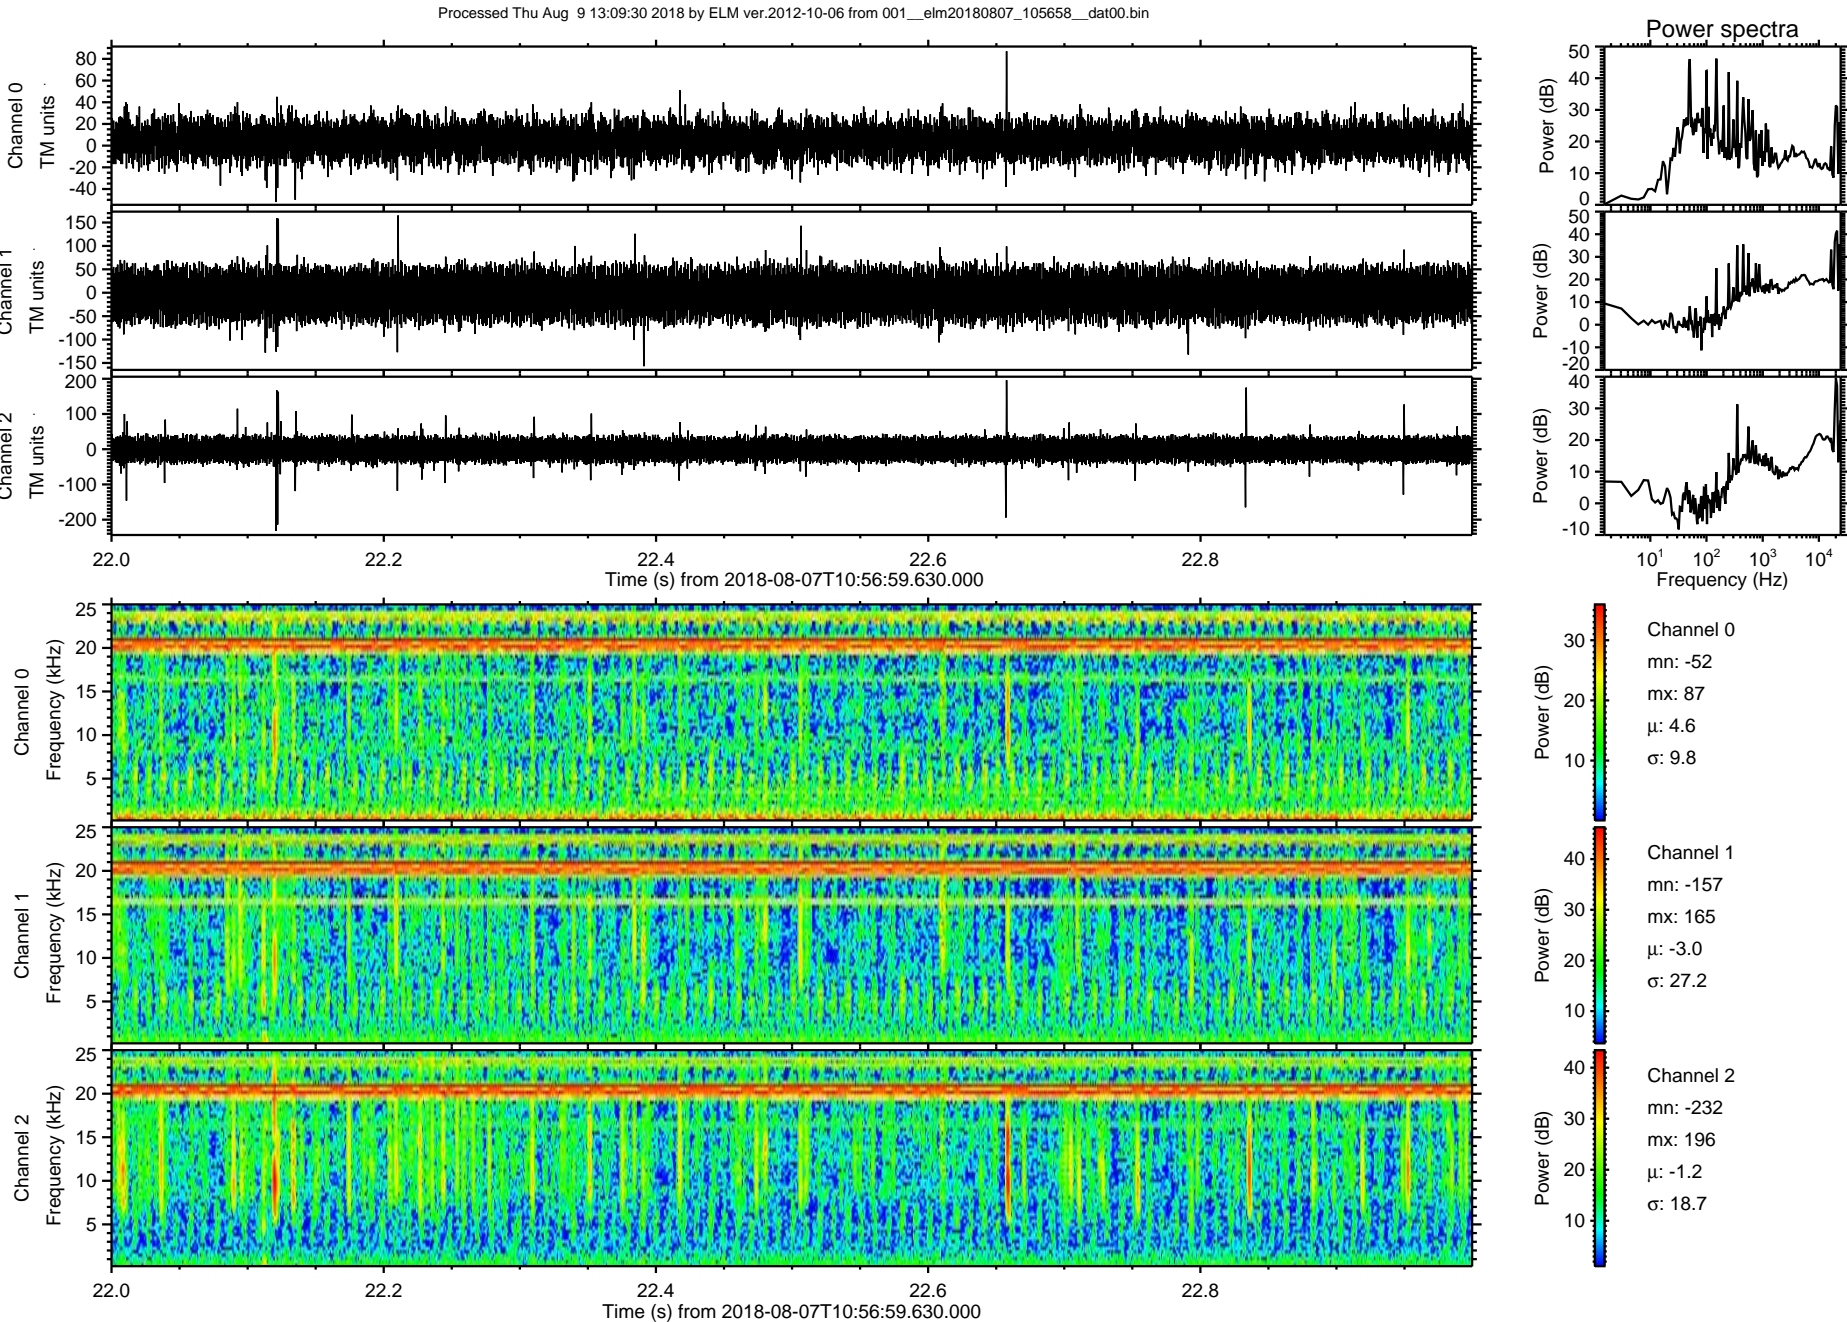 Processed Thu Aug  9 13:09:30 2018 by ELM ver.2012-10-06 from 001__elm20180807_105658__dat00.bin
Power spectra
Channel 0
TM units
80
60
40
20
0
-20
-40
Power (dB)
50
40
30
20
10
0
Channel 1
TM units
150
100
50
0
-50
-100
-150
Power (dB)
50
40
30
20
10
0
-10
-20
Channel 2
TM units
200
100
0
-100
-200
Power (dB)
40
30
20
10
0
-10
22.0 22.2 22.4 22.6 22.8
Time (s) from 2018-08-07T10:56:59.630.000
10^1 10^2 10^3 10^4
Frequency (Hz)
Channel 0
Frequency (kHz)
25
20
15
10
5
Power (dB)
30
20
10
Channel 0
mn: -52
mx: 87
μ: 4.6
σ: 9.8
Channel 1
Frequency (kHz)
25
20
15
10
5
Power (dB)
40
30
20
10
Channel 1
mn: -157
mx: 165
μ: -3.0
σ: 27.2
Channel 2
Frequency (kHz)
25
20
15
10
5
Power (dB)
40
30
20
10
Channel 2
mn: -232
mx: 196
μ: -1.2
σ: 18.7
22.0 22.2 22.4 22.6 22.8
Time (s) from 2018-08-07T10:56:59.630.000